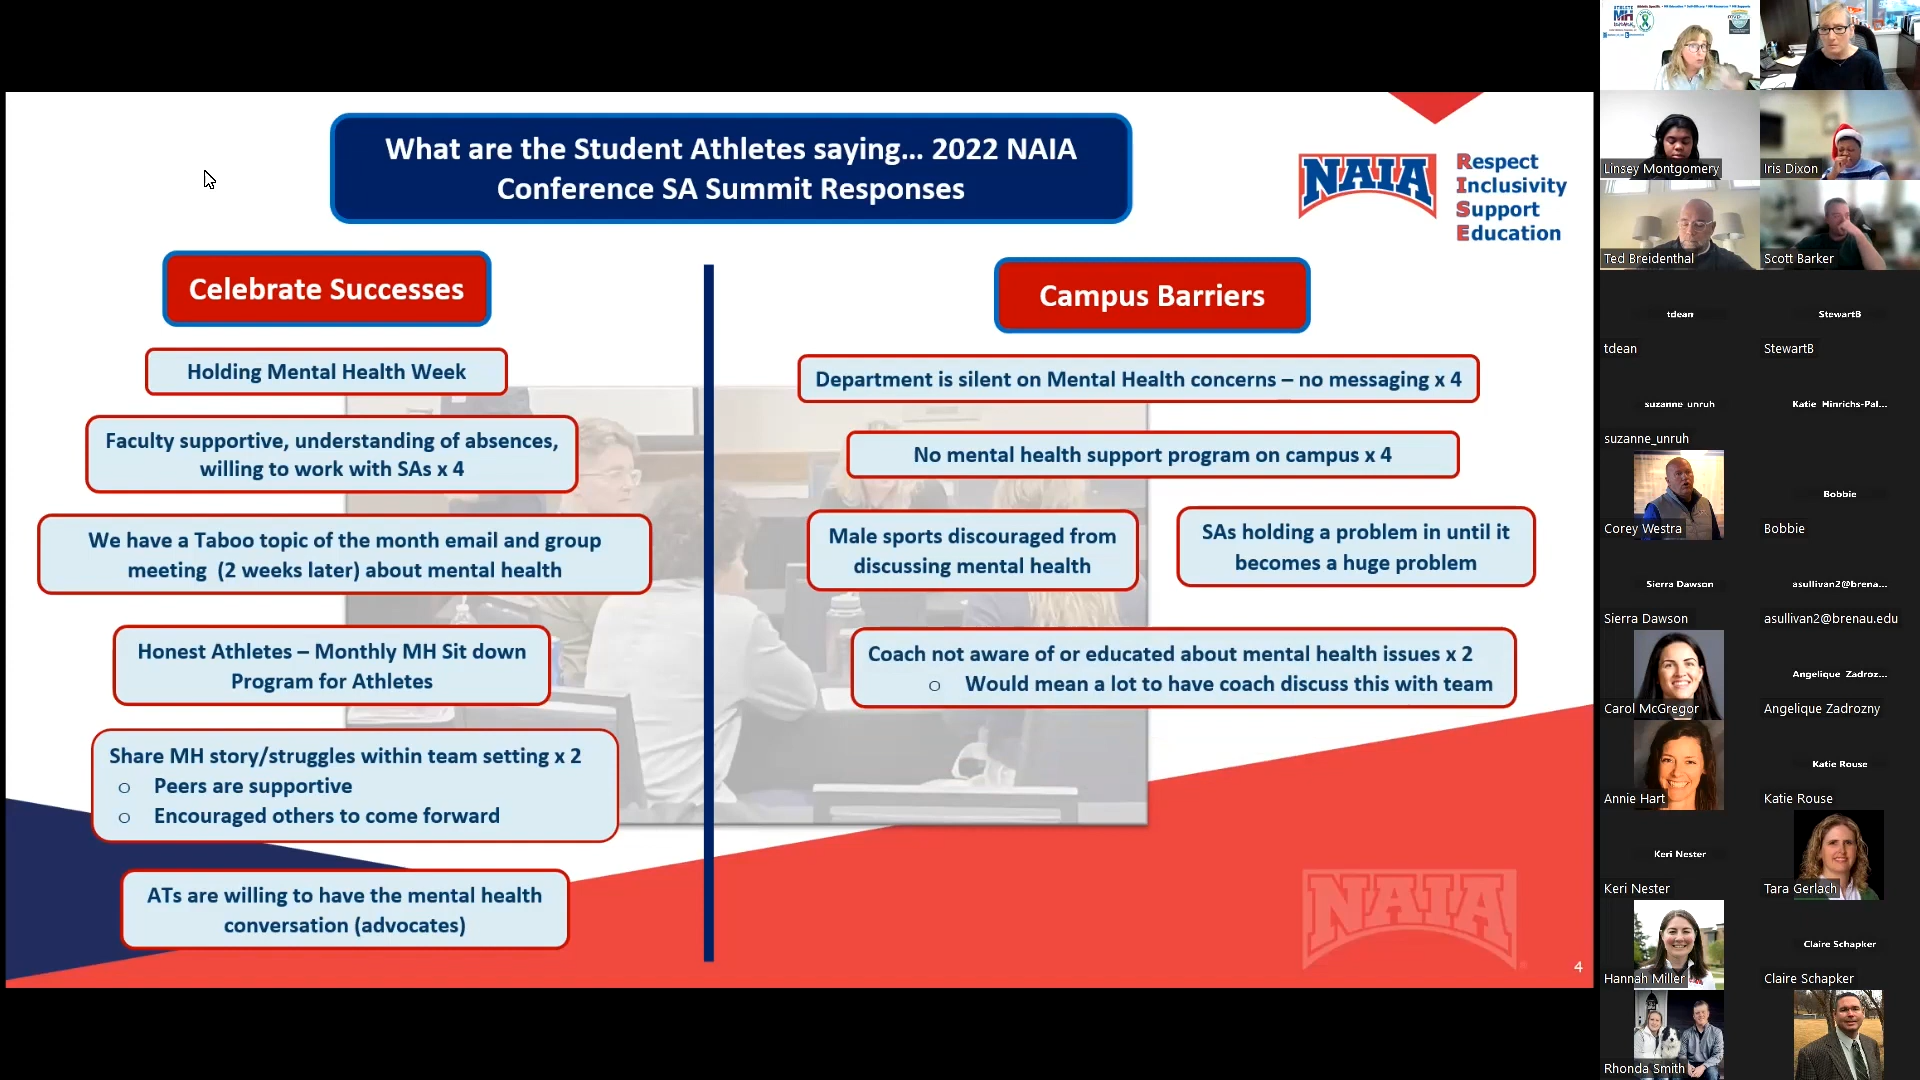 What are the Student Athletes saying... 2022 NAIA
Conference SA Summit Responses
NAIA
Respect
Inclusivity
Support
Education
Celebrate Successes
Holding Mental Health Week
Faculty supportive, understanding of absences,
willing to work with SAs x 4
We have a Taboo topic of the month email and group
meeting (2 weeks later) about mental health
Honest Athletes – Monthly MH Sit down
Program for Athletes
Share MH story/struggles within team setting x 2
o Peers are supportive
o Encouraged others to come forward
ATs are willing to have the mental health
conversation (advocates)
Campus Barriers
Department is silent on Mental Health concerns – no messaging x 4
No mental health support program on campus x 4
Male sports discouraged from
discussing mental health
SAs holding a problem in until it
becomes a huge problem
Coach not aware of or educated about mental health issues x 2
o Would mean a lot to have coach discuss this with team
NAIA
4
ATHLETE
MH
Linsey Montgomery
Iris Dixon
Ted Breidenthal
Scott Barker
tdean
StewartB
tdean
StewartB
suzanne unruh
Katie Hinrichs-Pal...
suzanne_unruh
Corey Westra
Bobbie
Bobbie
Sierra Dawson
asullivan2@brena...
Sierra Dawson
asullivan2@brenau.edu
Carol McGregor
Angelique Zadroz...
Angelique Zadrozny
Annie Hart
Katie Rouse
Katie Rouse
Keri Nester
Keri Nester
Tara Gerlach
Hannah Miller
Claire Schapker
Claire Schapker
Rhonda Smith